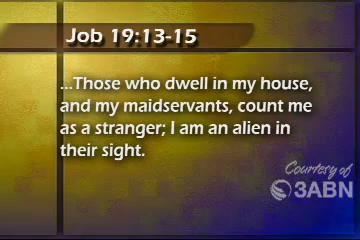 Job 19:13-15
...Those who dwell in my house,
and my maidservants, count me
as a stranger; I am an alien in
their sight.
Courtesy of
3ABN